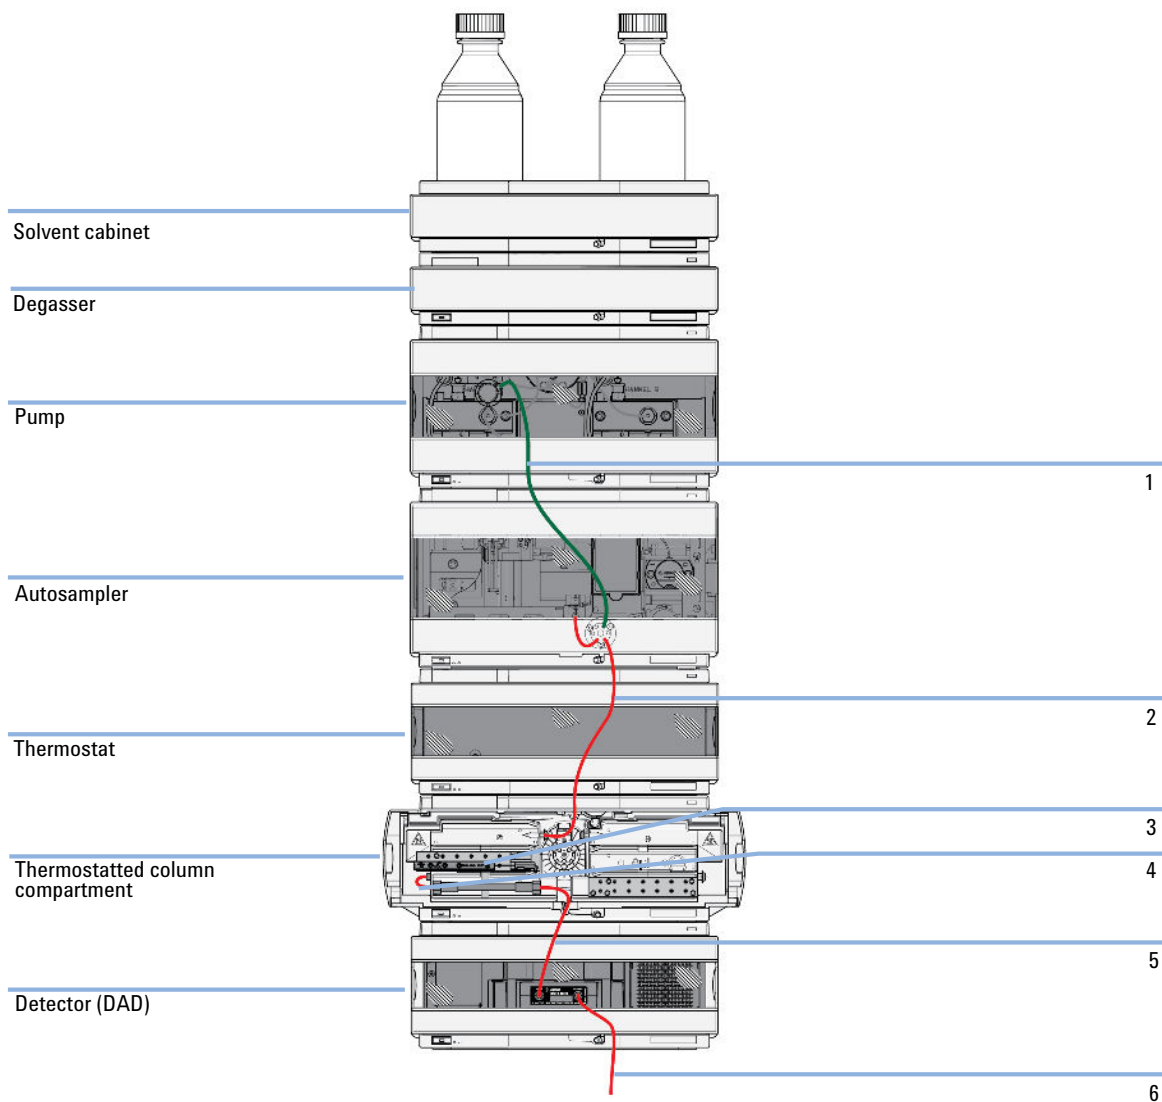 Solvent cabinet
Degasser
Pump
1
Autosampler
2
Thermostat
3
Thermostatted column
compartment
4
5
Detector (DAD)
6